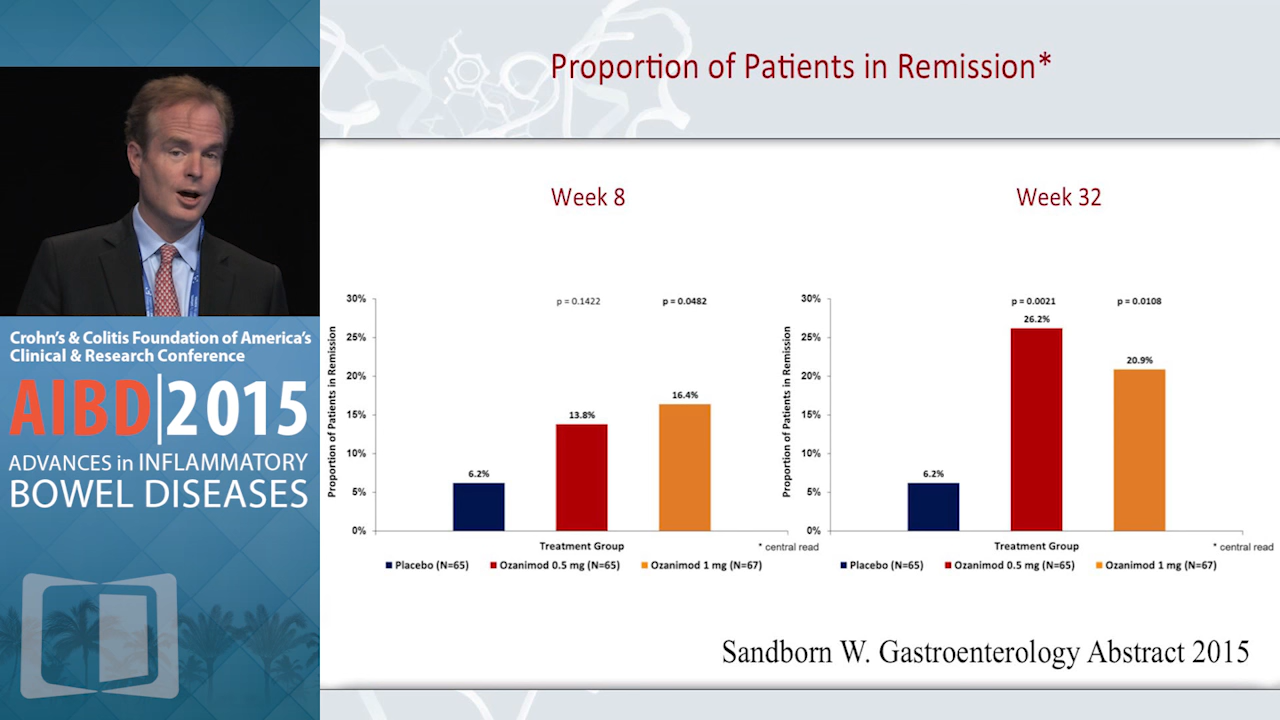 Proportion of Patients in Remission*
Crohn's & Colitis Foundation of America's
Clinical & Research Conference
AIBD|2015
ADVANCES in INFLAMMATORY
BOWEL DISEASES
Week 8
30%
25%
20%
15%
10%
5%
0%
Proportion of Patients in Remission
p = 0.1422
p = 0.0482
6.2%
13.8%
16.4%
Treatment Group
* central read
Placebo (N=65) Ozanimod 0.5 mg (N=65) Ozanimod 1 mg (N=67)
Week 32
30%
25%
20%
15%
10%
5%
0%
Proportion of Patients in Remission
p = 0.0021
p = 0.0108
6.2%
26.2%
20.9%
Treatment Group
* central read
Placebo (N=65) Ozanimod 0.5 mg (N=65) Ozanimod 1 mg (N=67)
Sandborn W. Gastroenterology Abstract 2015